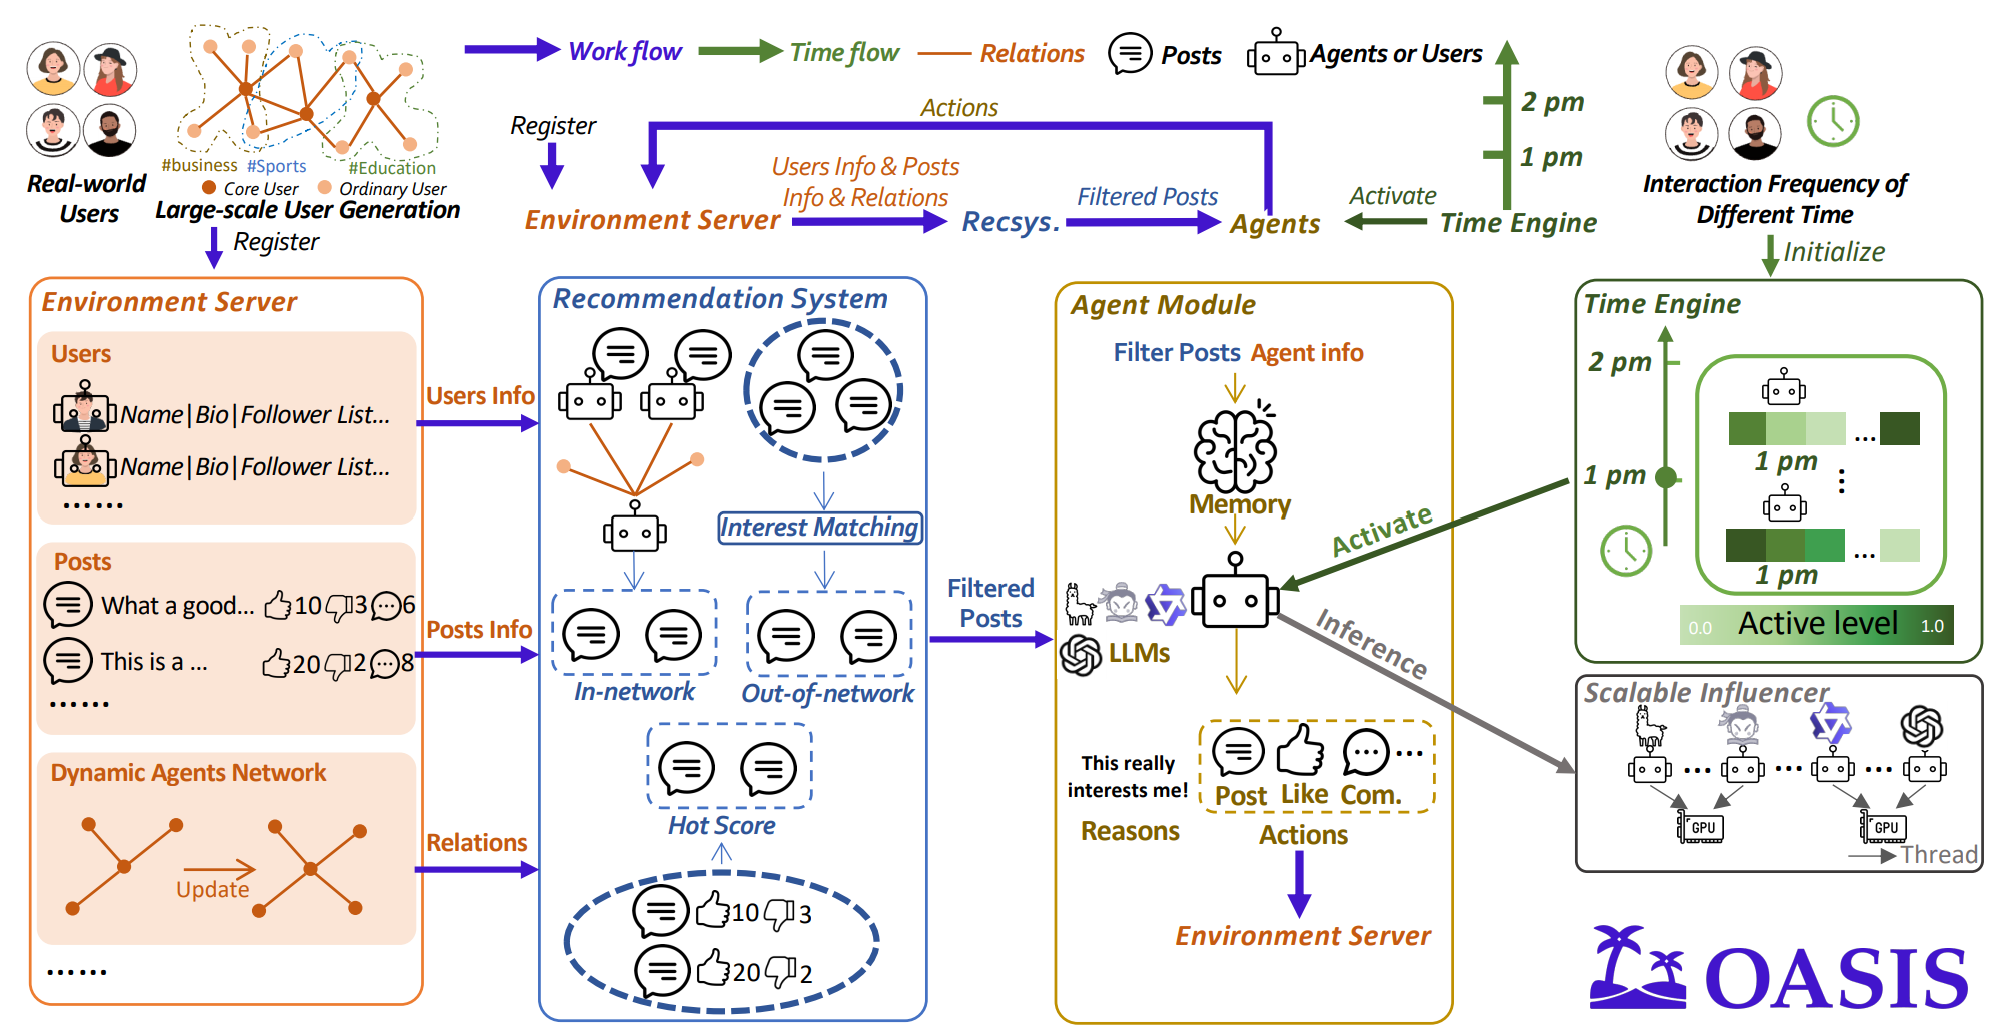 Work flow
Time flow
Relations
Posts
Agents or Users
#business #Sports
#Education
Core User
Ordinary User
Real-world
Users
Large-scale User Generation
Register
Register
Actions
Users Info & Posts
Info & Relations
Environment Server
Recsys.
Filtered Posts
Agents
Activate
Time Engine
2 pm
1 pm
Interaction Frequency of
Different Time
Initialize
Environment Server
Users
Name|Bio|Follower List...
Name|Bio|Follower List...
......
Posts
What a good... 10 3 6
This is a ... 20 2 8
......
Dynamic Agents Network
Update
......
Users Info
Posts Info
Relations
Recommendation System
Interest Matching
In-network
Out-of-network
Hot Score
10 3
20 2
Filtered
Posts
Agent Module
Filter Posts Agent info
Memory
LLMs
This really
interests me!
Reasons
Post Like Com.
...
Actions
Environment Server
Activate
Inference
Time Engine
2 pm
1 pm
...
1 pm
...
1 pm
0.0 Active level 1.0
Scalable Influencer
... ... ...
GPU GPU
Thread
OASIS